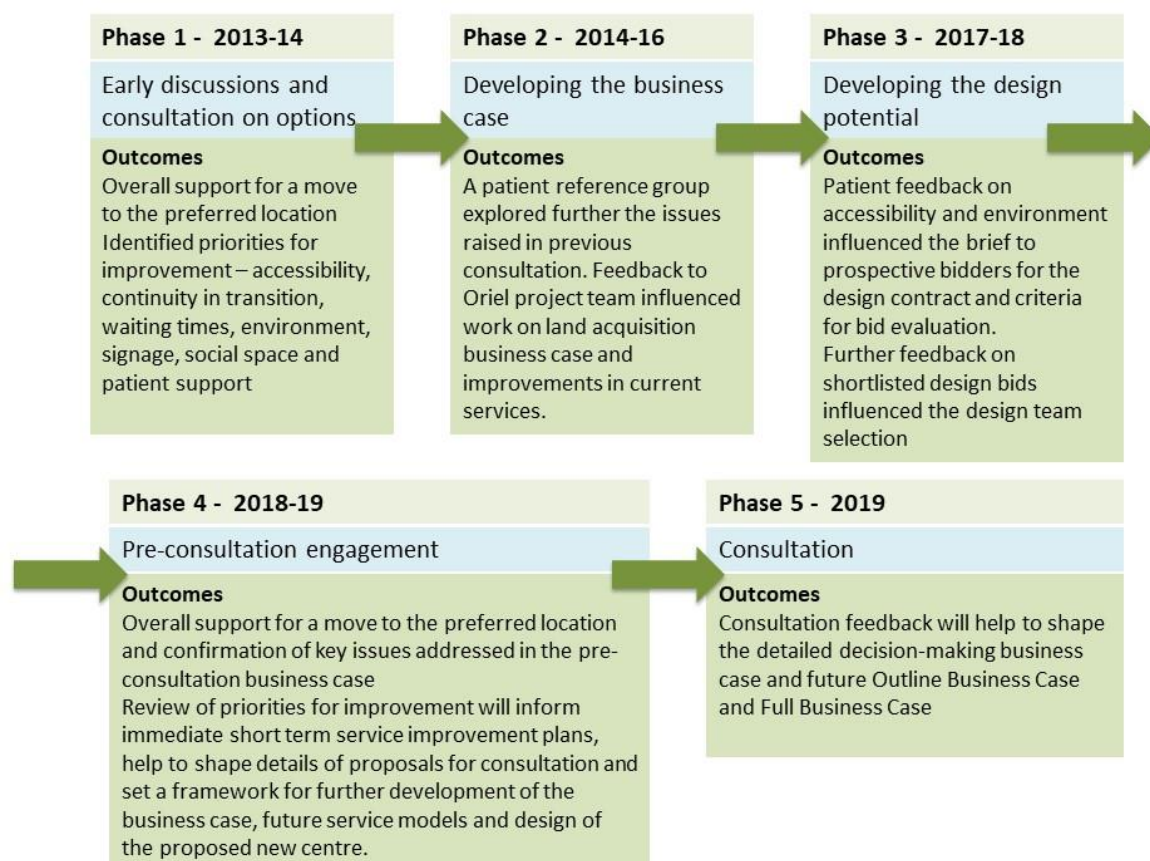 Phase 1 - 2013-14
Early discussions and
consultation on options
Outcomes
Overall support for a move
to the preferred location
Identified priorities for
improvement – accessibility,
continuity in transition,
waiting times, environment,
signage, social space and
patient support
Phase 2 - 2014-16
Developing the business
case
Outcomes
A patient reference group
explored further the issues
raised in previous
consultation. Feedback to
Oriel project team influenced
work on land acquisition
business case and
improvements in current
services.
Phase 3 - 2017-18
Developing the design
potential
Outcomes
Patient feedback on
accessibility and environment
influenced the brief to
prospective bidders for the
design contract and criteria
for bid evaluation.
Further feedback on
shortlisted design bids
influenced the design team
selection
Phase 4 - 2018-19
Pre-consultation engagement
Outcomes
Overall support for a move to the preferred location
and confirmation of key issues addressed in the pre-
consultation business case
Review of priorities for improvement will inform
immediate short term service improvement plans,
help to shape details of proposals for consultation and
set a framework for further development of the
business case, future service models and design of
the proposed new centre.
Phase 5 - 2019
Consultation
Outcomes
Consultation feedback will help to shape
the detailed decision-making business
case and future Outline Business Case
and Full Business Case